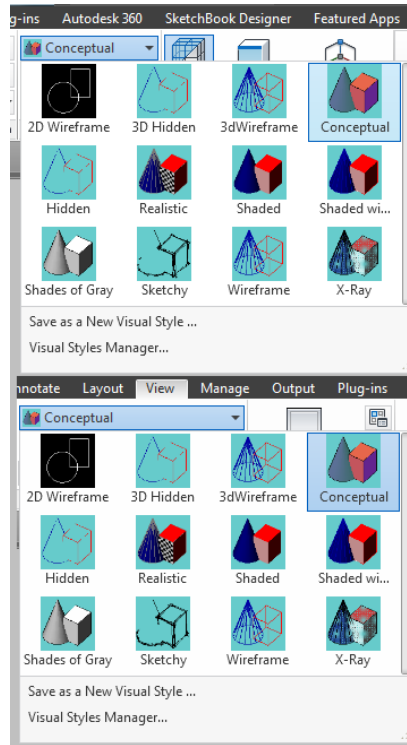 g-ins Autodesk 360 SketchBook Designer Featured Apps
Conceptual
2D Wireframe 3D Hidden 3dWireframe Conceptual
Hidden Realistic Shaded Shaded wi...
Shades of Gray Sketchy Wireframe X-Ray
Save as a New Visual Style ...
Visual Styles Manager...
nnotate Layout View Manage Output Plug-ins
Conceptual
2D Wireframe 3D Hidden 3dWireframe Conceptual
Hidden Realistic Shaded Shaded wi...
Shades of Gray Sketchy Wireframe X-Ray
Save as a New Visual Style ...
Visual Styles Manager...